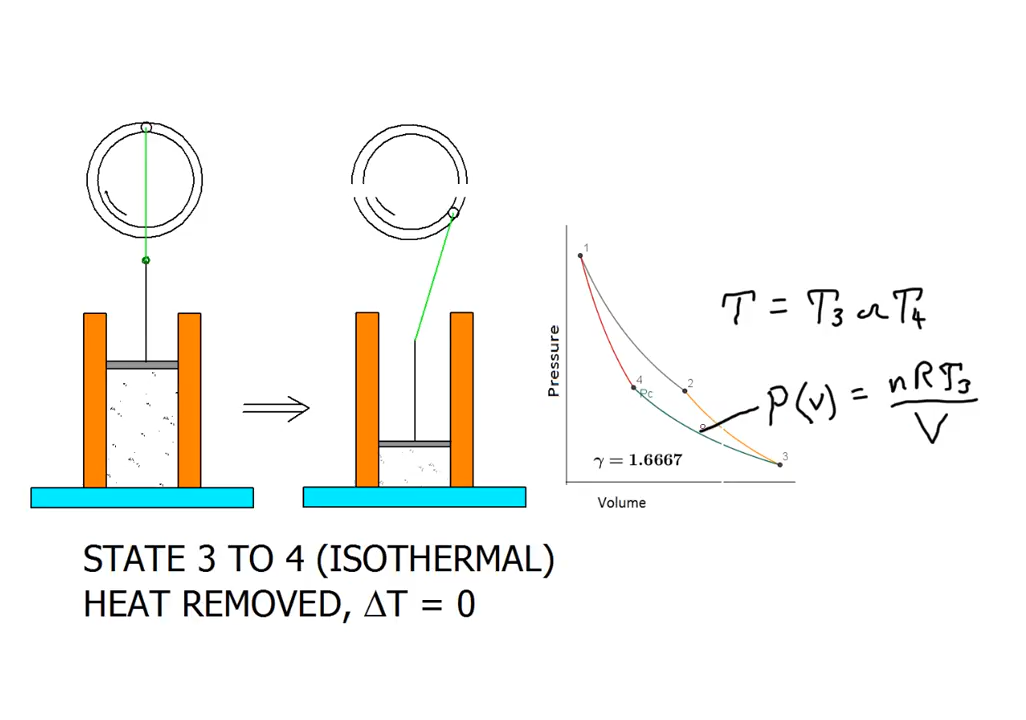 1
Pressure
4
Pc
2
3
γ = 1.6667
Volume
T = T3 or T4
P(v) = nRT3 / V
STATE 3 TO 4 (ISOTHERMAL)
HEAT REMOVED, ΔT = 0